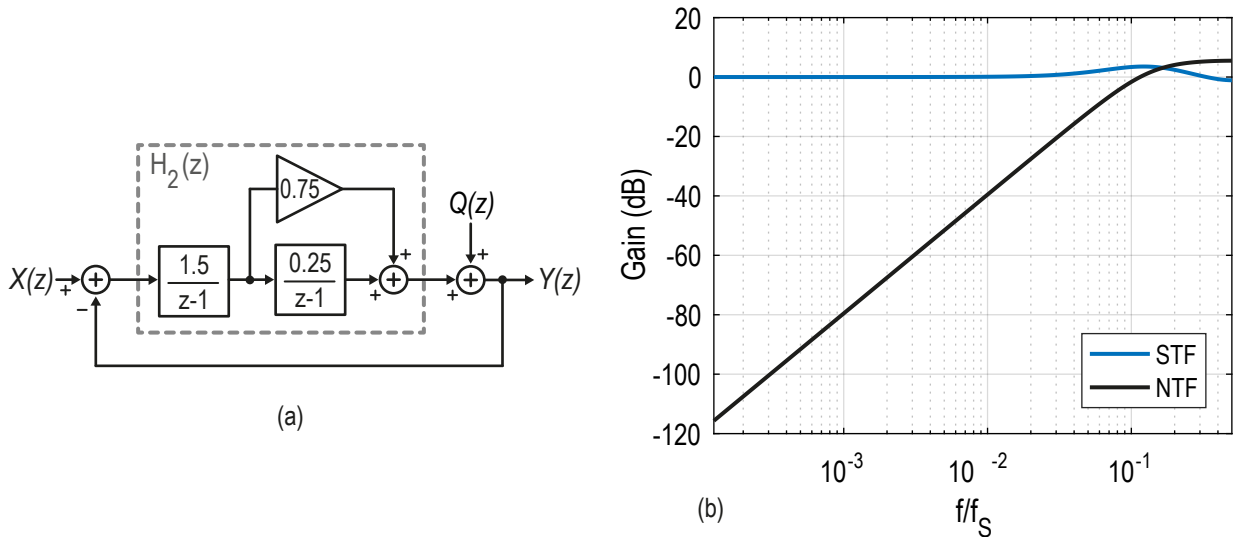 H2(z)
0.75
Q(z)
X(z)
1.5
z-1
0.25
z-1
Y(z)
+
+
+
+
+
+
+
+
−
(a)
20
0
-20
-40
-60
-80
-100
-120
Gain (dB)
10-3
10-2
10-1
f/fS
STF
NTF
(b)